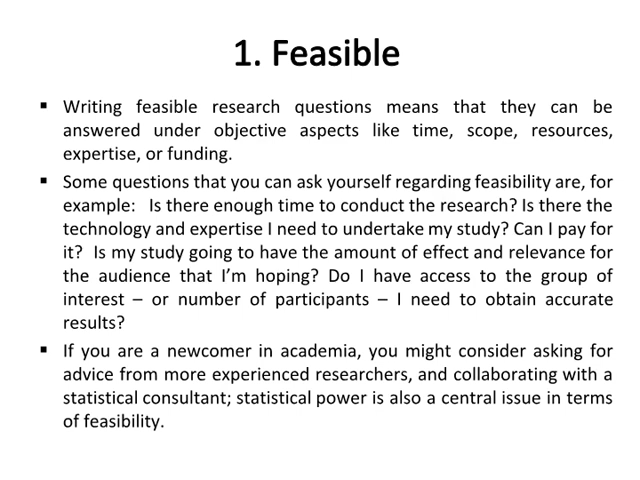 1. Feasible
▪ Writing feasible research questions means that they can be
answered under objective aspects like time, scope, resources,
expertise, or funding.
▪ Some questions that you can ask yourself regarding feasibility are, for
example: Is there enough time to conduct the research? Is there the
technology and expertise I need to undertake my study? Can I pay for
it? Is my study going to have the amount of effect and relevance for
the audience that I’m hoping? Do I have access to the group of
interest – or number of participants – I need to obtain accurate
results?
▪ If you are a newcomer in academia, you might consider asking for
advice from more experienced researchers, and collaborating with a
statistical consultant; statistical power is also a central issue in terms
of feasibility.